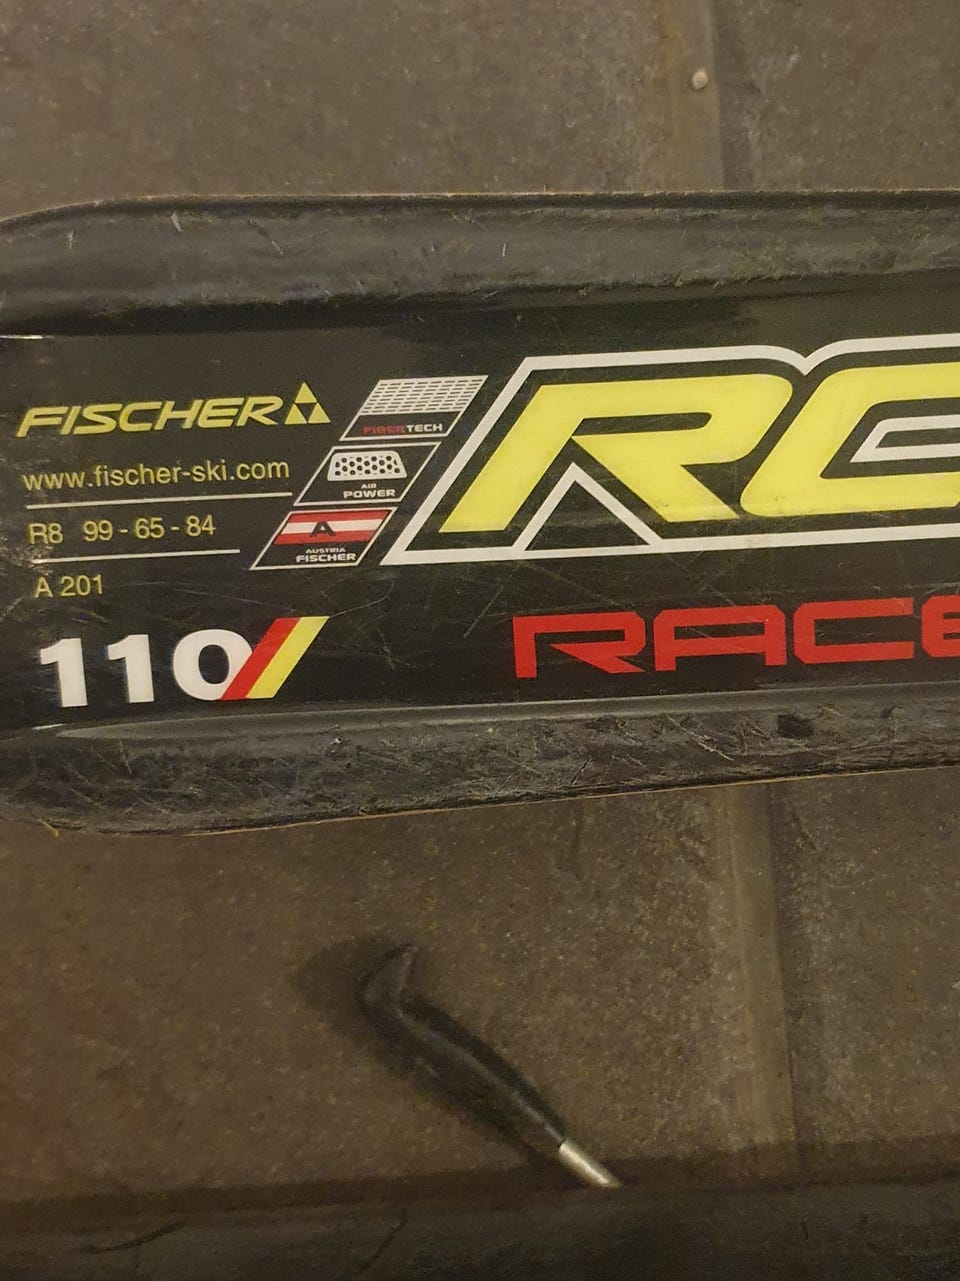 FISCHER
www.fischer-ski.com
R8 99 - 65 - 84
A 201
110
FIBERTECH
AIR
POWER
A
AUSTRIA
FISCHER
RC
RACE